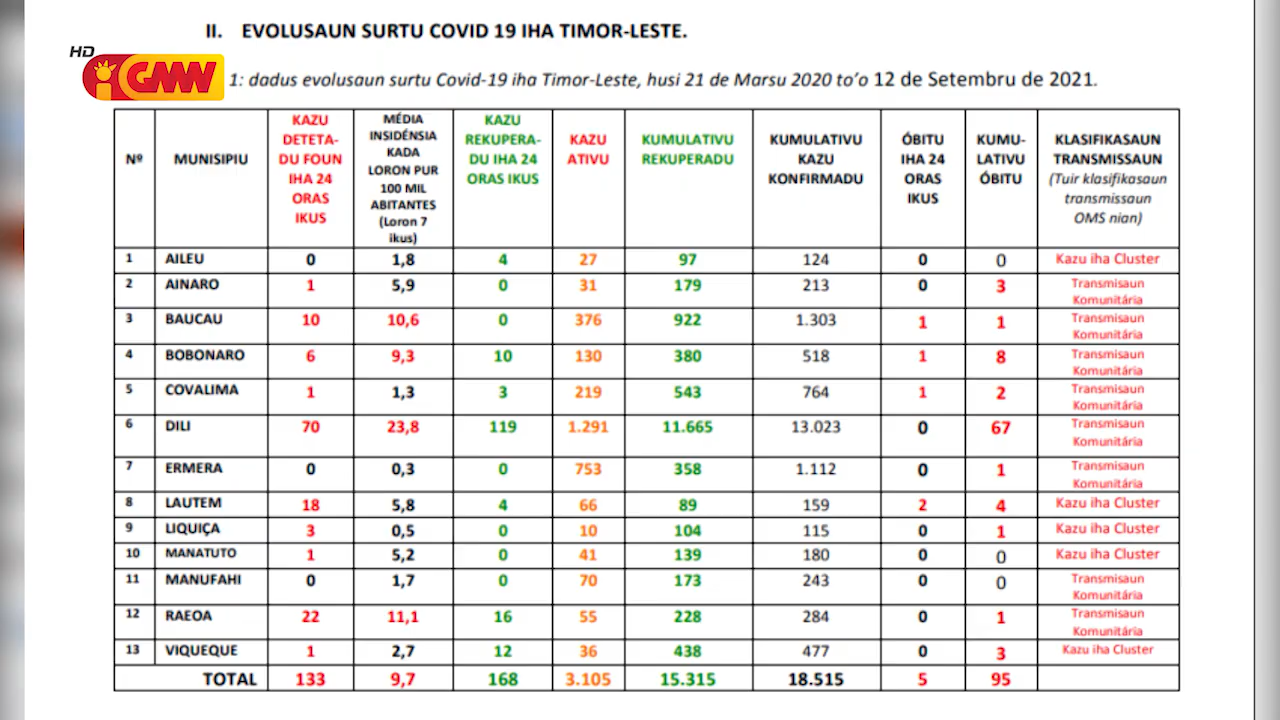 II. EVOLUSAUN SURTU COVID 19 IHA TIMOR-LESTE.
HD
GMN
1: dadus evolusaun surtu Covid-19 iha Timor-Leste, husi 21 de Marsu 2020 to’o 12 de Setembru de 2021.
Nº MUNISIPIU KAZU DETETA-DU FOUN IHA 24 ORAS IKUS MÉDIA INSIDÉNSIA KADA LORON PUR 100 MIL ABITANTES (Loron 7 ikus) KAZU REKUPERA-DU IHA 24 ORAS IKUS KAZU ATIVU KUMULATIVU REKUPERADU KUMULATIVU KAZU KONFIRMADU ÓBITU IHA 24 ORAS IKUS KUMU-LATIVU ÓBITU KLASIFIKASAUN TRANSMISSAUN (Tuir klasifikasaun transmissaun OMS nian)
1 AILEU 0 1,8 4 27 97 124 0 0 Kazu iha Cluster
2 AINARO 1 5,9 0 31 179 213 0 3 Transmisaun Komunitária
3 BAUCAU 10 10,6 0 376 922 1.303 1 1 Transmisaun Komunitária
4 BOBONARO 6 9,3 10 130 380 518 1 8 Transmisaun Komunitária
5 COVALIMA 1 1,3 3 219 543 764 1 2 Transmisaun Komunitária
6 DILI 70 23,8 119 1.291 11.665 13.023 0 67 Transmisaun Komunitária
7 ERMERA 0 0,3 0 753 358 1.112 0 1 Transmisaun Komunitária
8 LAUTEM 18 5,8 4 66 89 159 2 4 Kazu iha Cluster
9 LIQUIÇA 3 0,5 0 10 104 115 0 1 Kazu iha Cluster
10 MANATUTO 1 5,2 0 41 139 180 0 0 Kazu iha Cluster
11 MANUFAHI 0 1,7 0 70 173 243 0 0 Transmisaun Komunitária
12 RAEOA 22 11,1 16 55 228 284 0 1 Transmisaun Komunitária
13 VIQUEQUE 1 2,7 12 36 438 477 0 3 Kazu iha Cluster
TOTAL 133 9,7 168 3.105 15.315 18.515 5 95